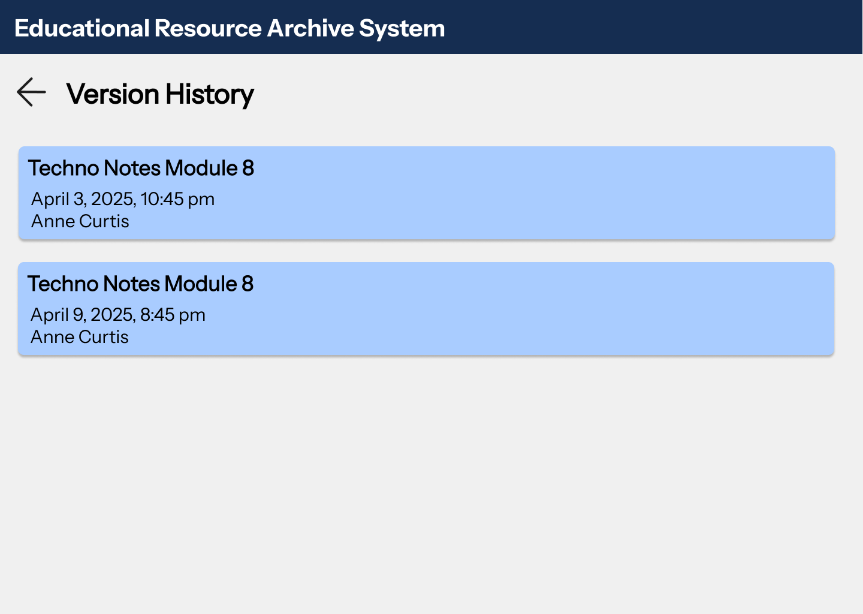 Educational Resource Archive System
Version History
Techno Notes Module 8
April 3, 2025, 10:45 pm
Anne Curtis
Techno Notes Module 8
April 9, 2025, 8:45 pm
Anne Curtis